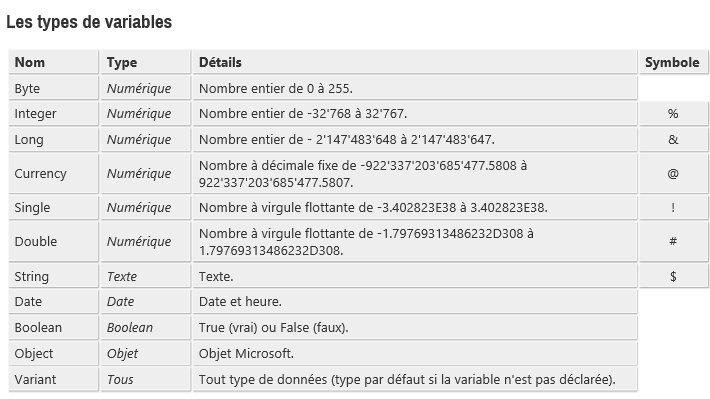 Les types de variables
Nom Type Détails Symbole
Byte Numérique Nombre entier de 0 à 255.
Integer Numérique Nombre entier de -32'768 à 32'767. %
Long Numérique Nombre entier de - 2'147'483'648 à 2'147'483'647. &
Currency Numérique Nombre à décimale fixe de -922'337'203'685'477.5808 à
922'337'203'685'477.5807. @
Single Numérique Nombre à virgule flottante de -3.402823E38 à 3.402823E38. !
Double Numérique Nombre à virgule flottante de -1.79769313486232D308 à
1.79769313486232D308. #
String Texte Texte. $
Date Date Date et heure.
Boolean Boolean True (vrai) ou False (faux).
Object Objet Objet Microsoft.
Variant Tous Tout type de données (type par défaut si la variable n'est pas déclarée).